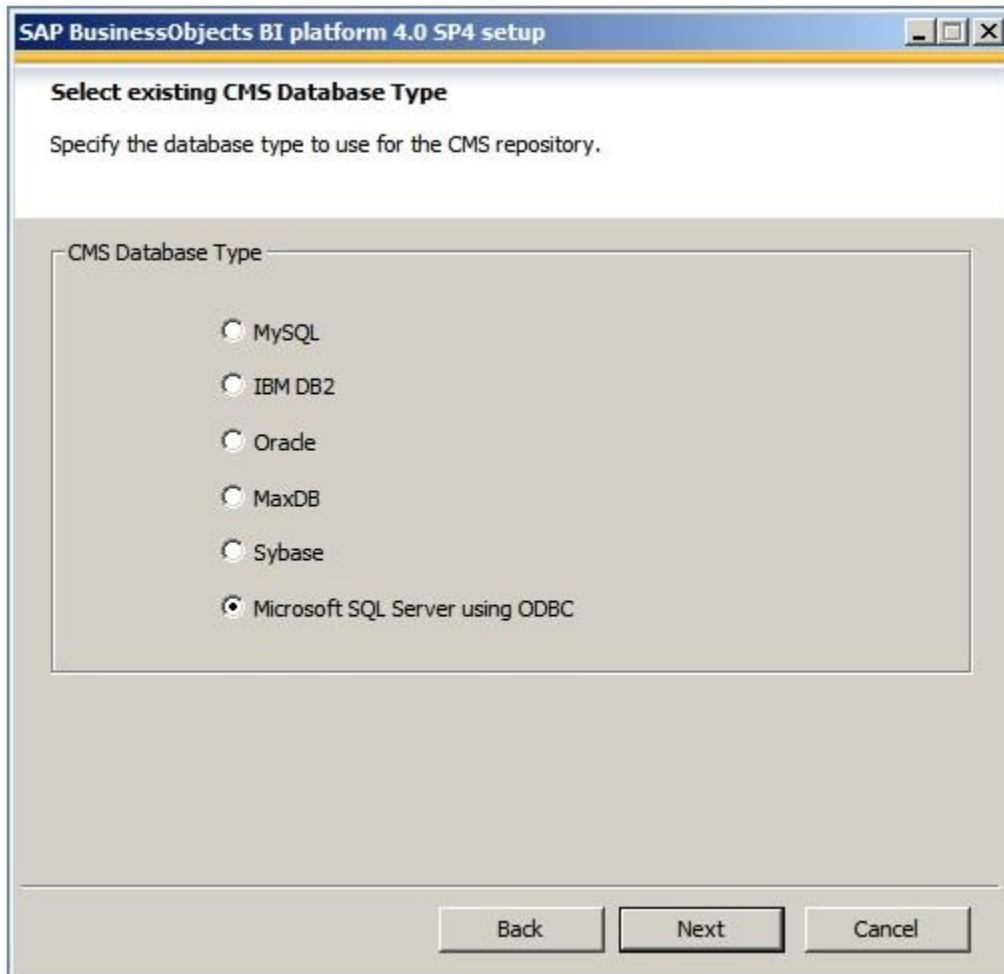 SAP BusinessObjects BI platform 4.0 SP4 setup
Select existing CMS Database Type
Specify the database type to use for the CMS repository.
CMS Database Type
MySQL
IBM DB2
Oracle
MaxDB
Sybase
Microsoft SQL Server using ODBC
Back Next Cancel